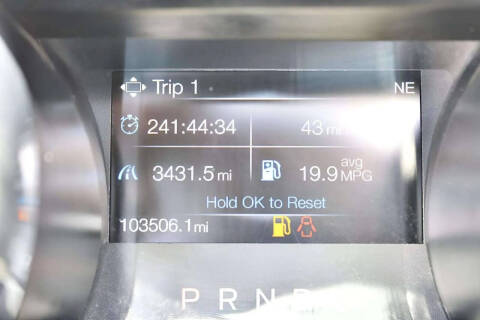 Trip 1 NE
241:44:34 43 mi
3431.5 mi 19.9 avg MPG
Hold OK to Reset
103506.1 mi
P R N D